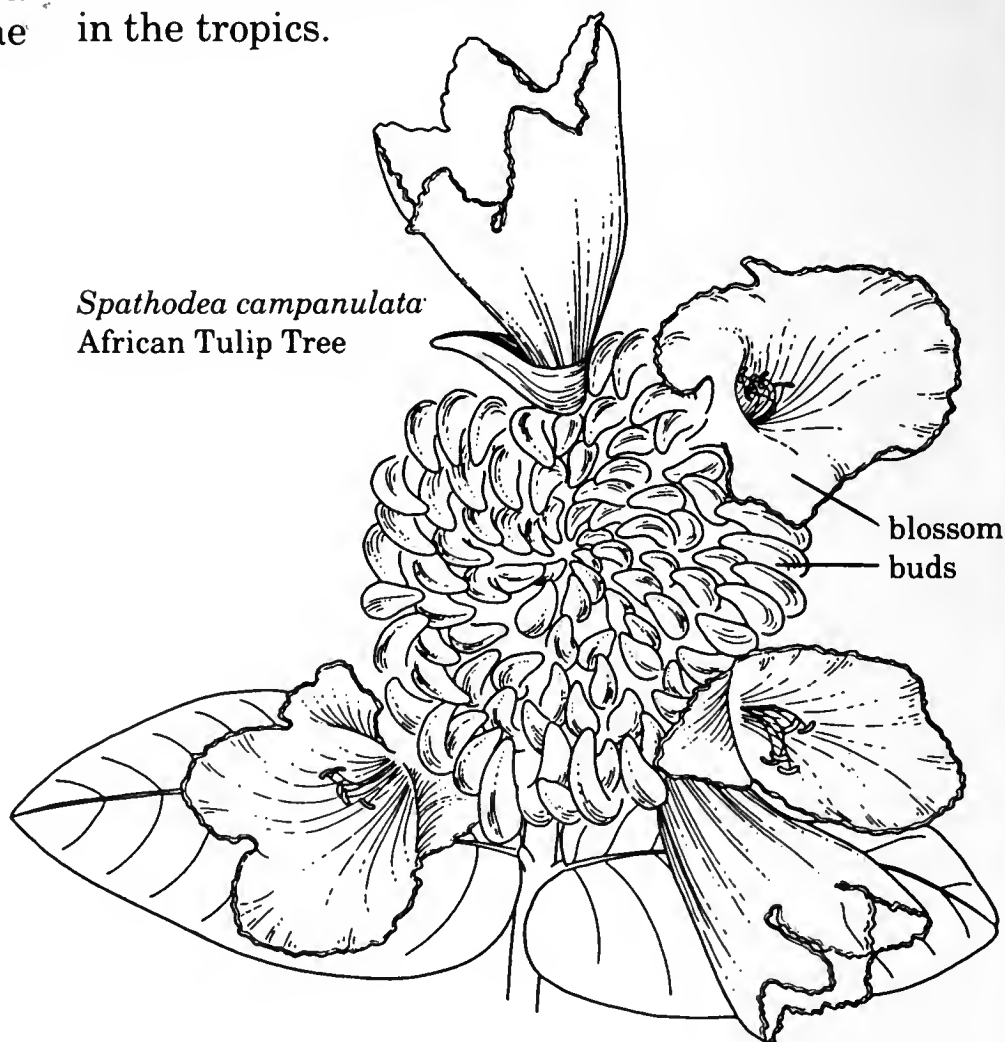 in the tropics.
Spathodea campanulata
African Tulip Tree
blossom
buds